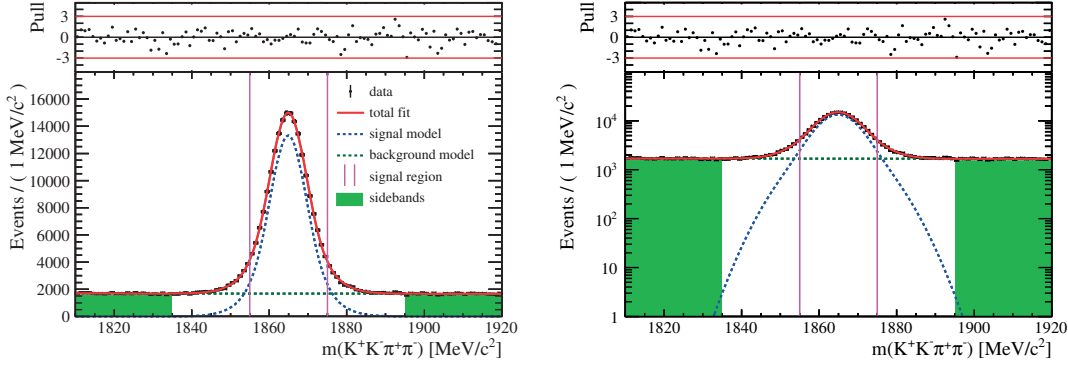 Pull
3
0
-3
Events / ( 1 MeV/c²)
16000
14000
12000
10000
8000
6000
4000
2000
0
data
total fit
signal model
background model
signal region
sidebands
1820 1840 1860 1880 1900 1920
m(K⁺K⁻π⁺π⁻) [MeV/c²]
Pull
3
0
-3
Events / ( 1 MeV/c²)
10⁴
10³
10²
10
1
1820 1840 1860 1880 1900 1920
m(K⁺K⁻π⁺π⁻) [MeV/c²]